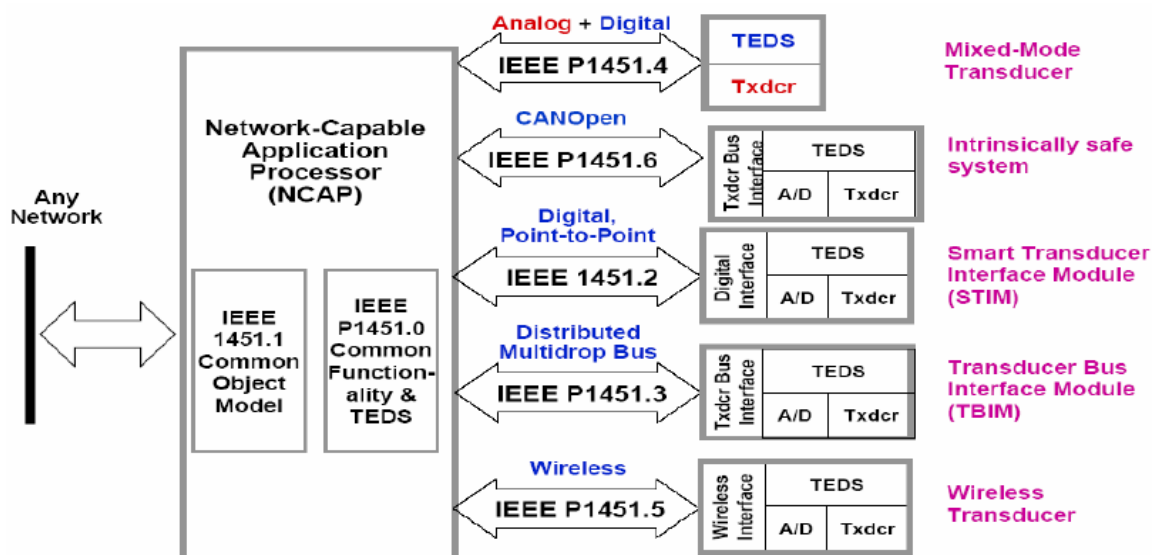 Any
Network
Network-Capable
Application
Processor
(NCAP)
IEEE
1451.1
Common
Object
Model
IEEE
P1451.0
Common
Function-
ality &
TEDS
Analog + Digital
IEEE P1451.4
TEDS
Txdcr
Mixed-Mode
Transducer
CANOpen
IEEE P1451.6
Txdcr Bus
Interface
TEDS
A/D
Txdcr
Intrinsically safe
system
Digital,
Point-to-Point
IEEE 1451.2
Digital
Interface
TEDS
A/D
Txdcr
Smart Transducer
Interface Module
(STIM)
Distributed
Multidrop Bus
IEEE P1451.3
Txdcr Bus
Interface
TEDS
A/D
Txdcr
Transducer Bus
Interface Module
(TBIM)
Wireless
IEEE P1451.5
Wireless
Interface
TEDS
A/D
Txdcr
Wireless
Transducer